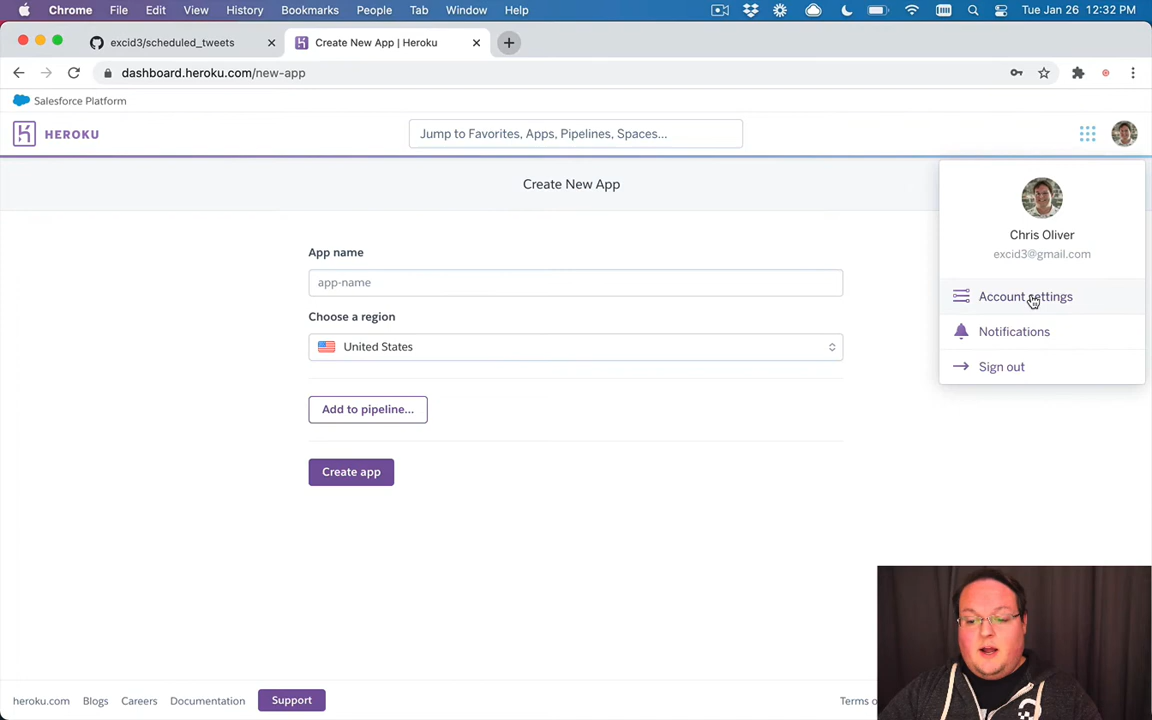 Chrome File Edit View History Bookmarks People Tab Window Help Tue Jan 26 12:32 PM
excid3/scheduled_tweets
Create New App | Heroku
dashboard.heroku.com/new-app
Salesforce Platform
HEROKU
Jump to Favorites, Apps, Pipelines, Spaces...
Create New App
Chris Oliver
excid3@gmail.com
Account settings
Notifications
Sign out
App name
app-name
Choose a region
United States
Add to pipeline...
Create app
heroku.com Blogs Careers Documentation Support Terms o